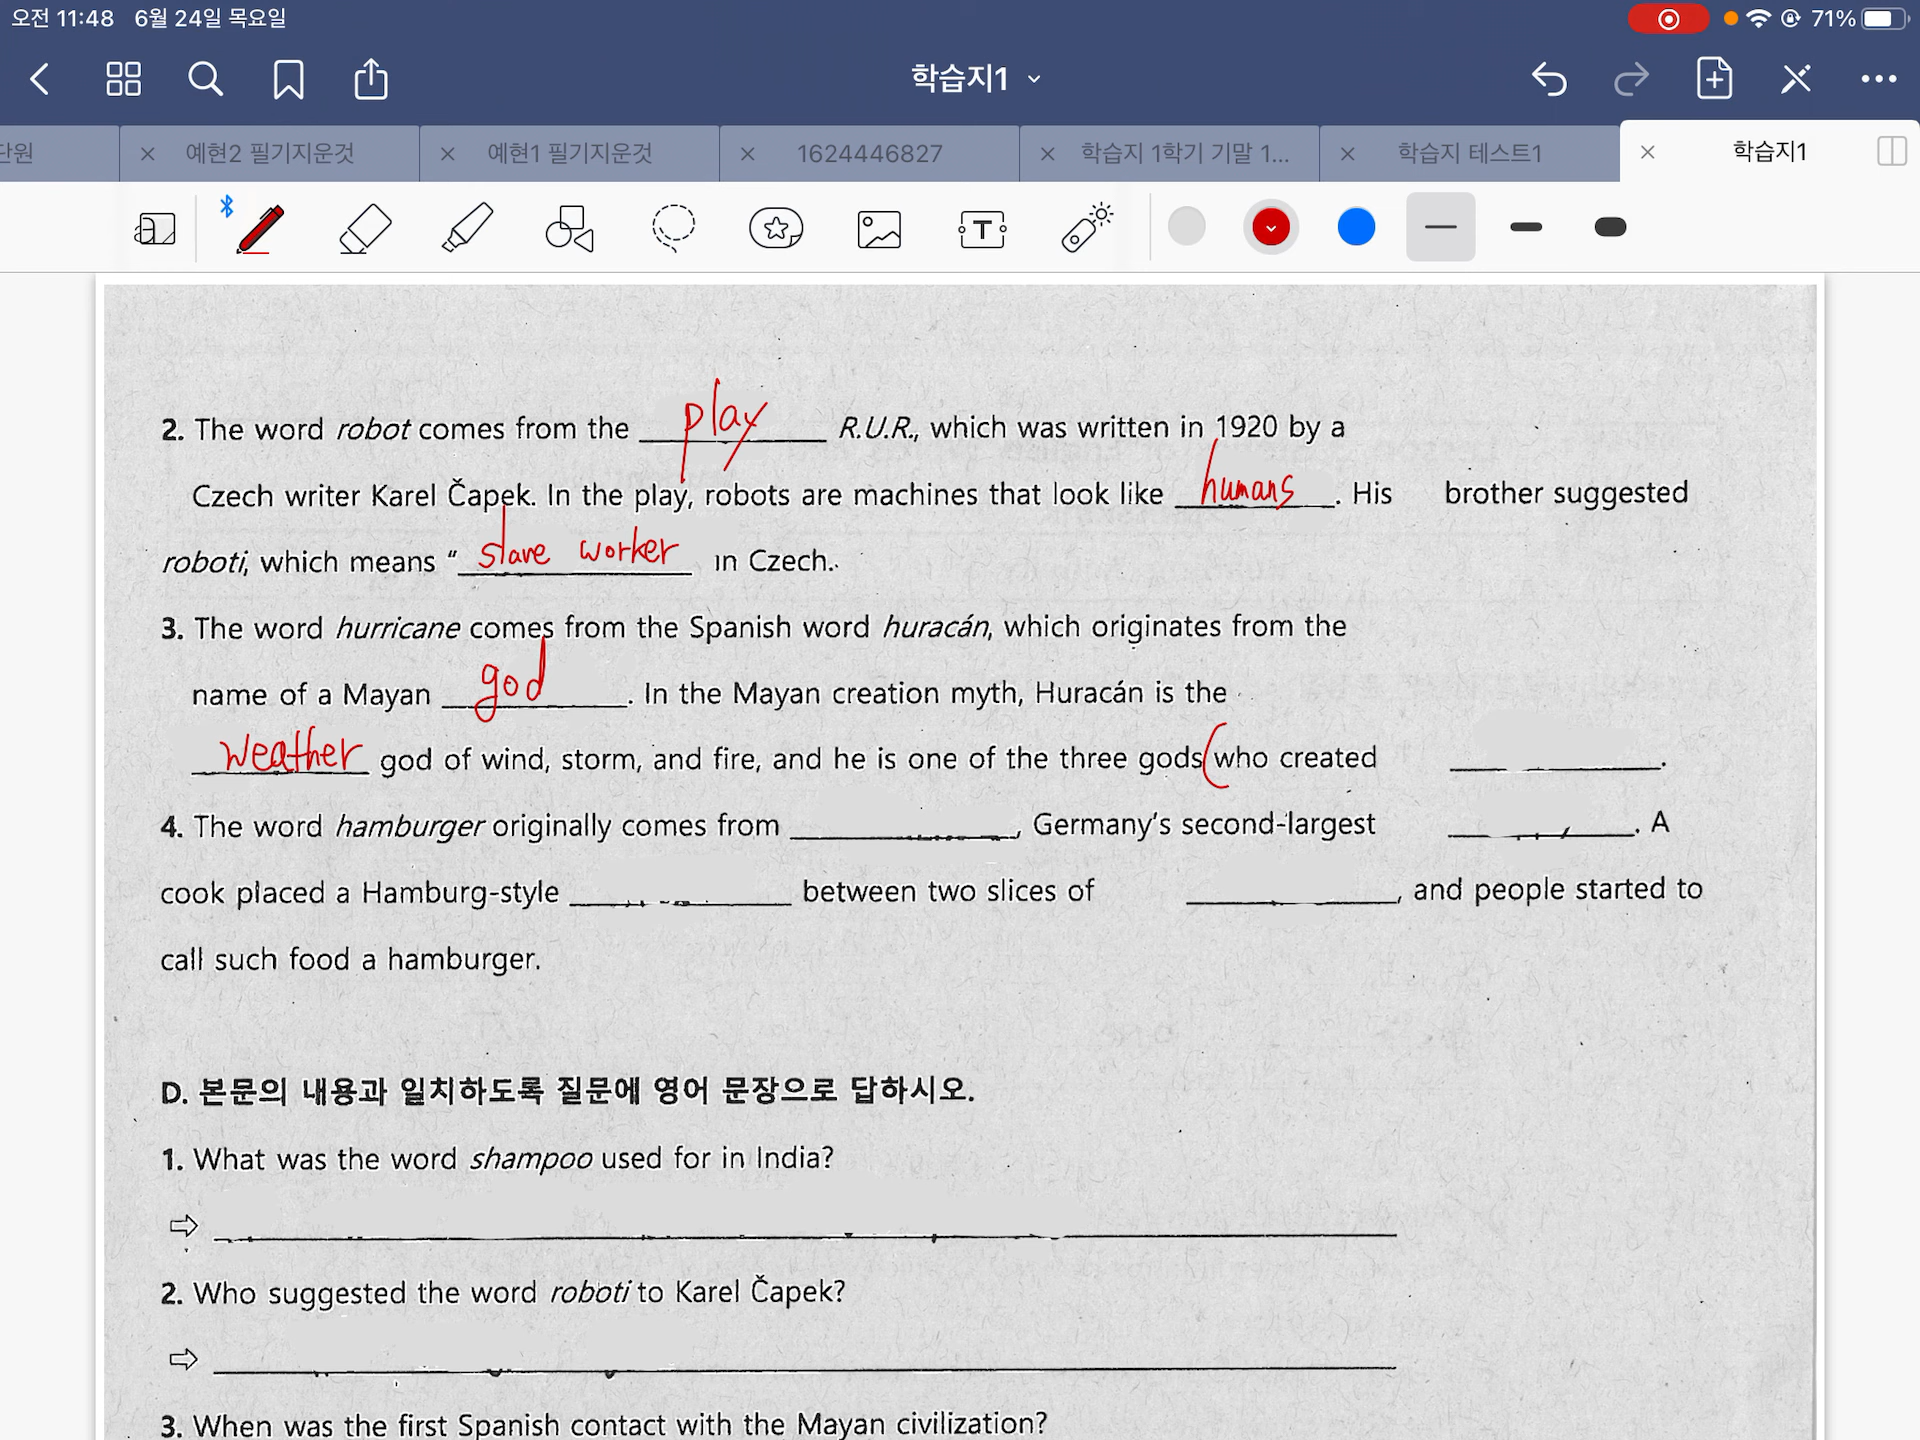 오전 11:48 6월 24일 목요일 71%
학습지1
단원 예현2 필기지운것 예현1 필기지운것 1624446827 학습지 1학기 기말 1... 학습지 테스트1 학습지1
2. The word robot comes from the play R.U.R., which was written in 1920 by a
Czech writer Karel Čapek. In the play, robots are machines that look like humans. His brother suggested
roboti, which means “ slave worker in Czech.
3. The word hurricane comes from the Spanish word huracán, which originates from the
name of a Mayan god. In the Mayan creation myth, Huracán is the
weather god of wind, storm, and fire, and he is one of the three gods (who created ______.
4. The word hamburger originally comes from ______, Germany's second-largest ______. A
cook placed a Hamburg-style ______ between two slices of ______, and people started to
call such food a hamburger.
D. 본문의 내용과 일치하도록 질문에 영어 문장으로 답하시오.
1. What was the word shampoo used for in India?
⇨
2. Who suggested the word roboti to Karel Čapek?
⇨
3. When was the first Spanish contact with the Mayan civilization?